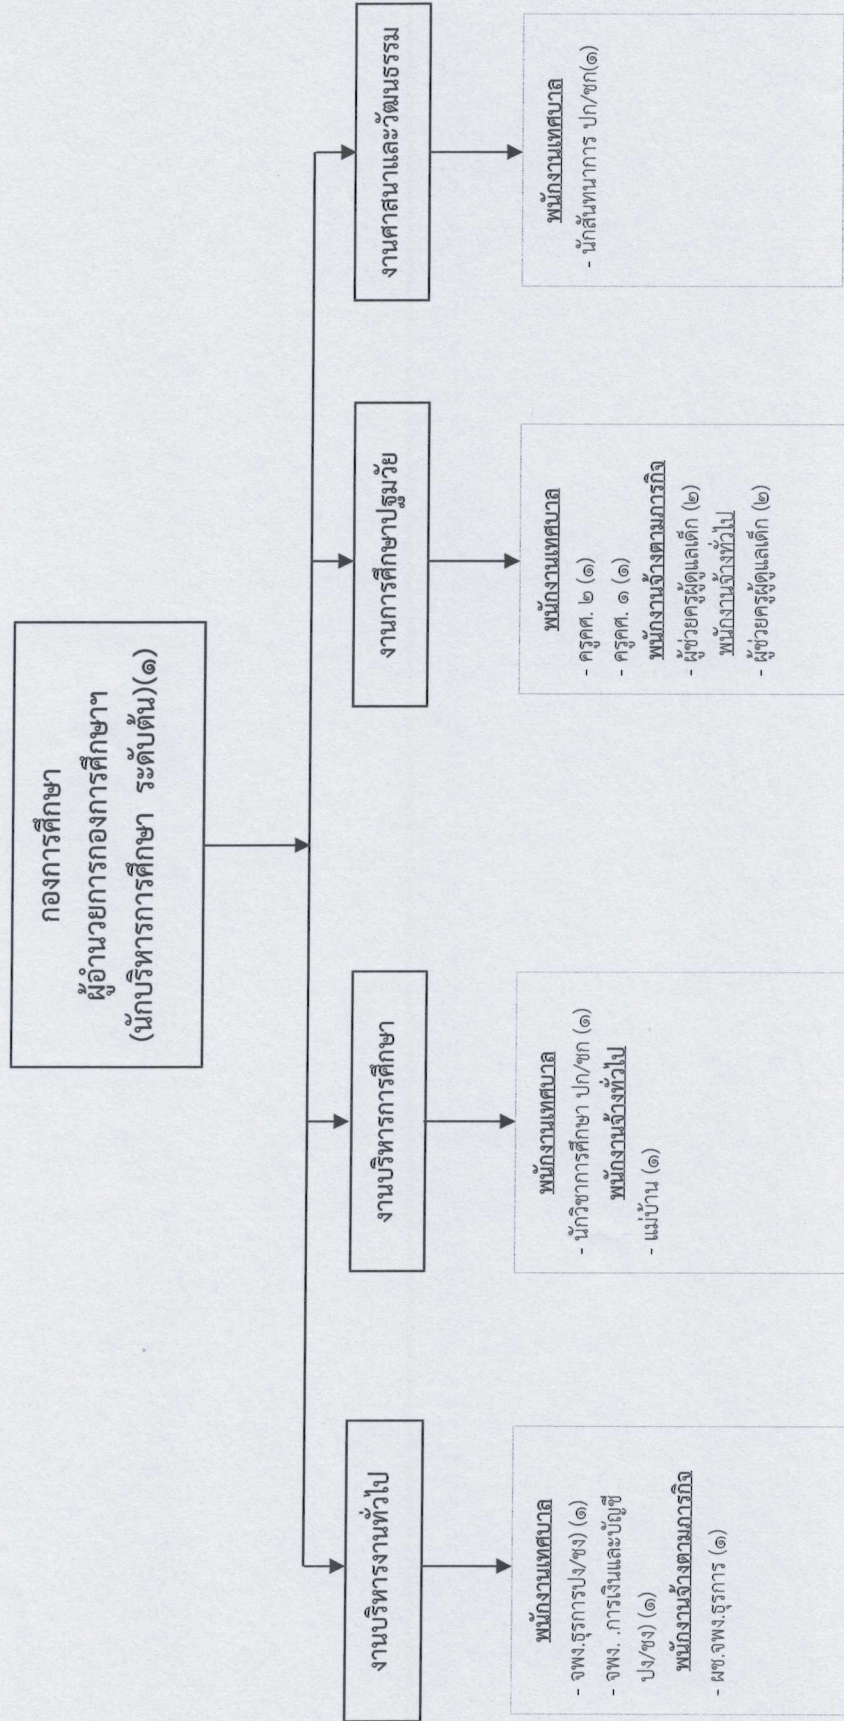 กองการศึกษา
ผู้อำนวยการกองการศึกษาฯ
(นักบริหารการศึกษา ระดับต้น)(๑)
งานบริหารงานทั่วไป
งานบริหารการศึกษา
งานการศึกษาปฐมวัย
งานศาสนาและวัฒนธรรม
พนักงานเทศบาล
- จพง.ธุรการปง/ชง) (๑)
- จพง. .การเงินและบัญชี
ปง/ชง) (๑)
พนักงานจ้างตามภารกิจ
- ผช.จพง.ธุรการ (๑)
พนักงานเทศบาล
- นักวิชาการศึกษา ปก/ชก (๑)
พนักงานจ้างทั่วไป
- แม่บ้าน (๑)
พนักงานเทศบาล
- ครูคศ. ๒ (๑)
- ครูคศ. ๑ (๑)
พนักงานจ้างตามภารกิจ
- ผู้ช่วยครูผู้ดูแลเด็ก (๒)
พนักงานจ้างทั่วไป
- ผู้ช่วยครูผู้ดูแลเด็ก (๒)
พนักงานเทศบาล
- นักสันทนาการ ปก/ชก(๑)